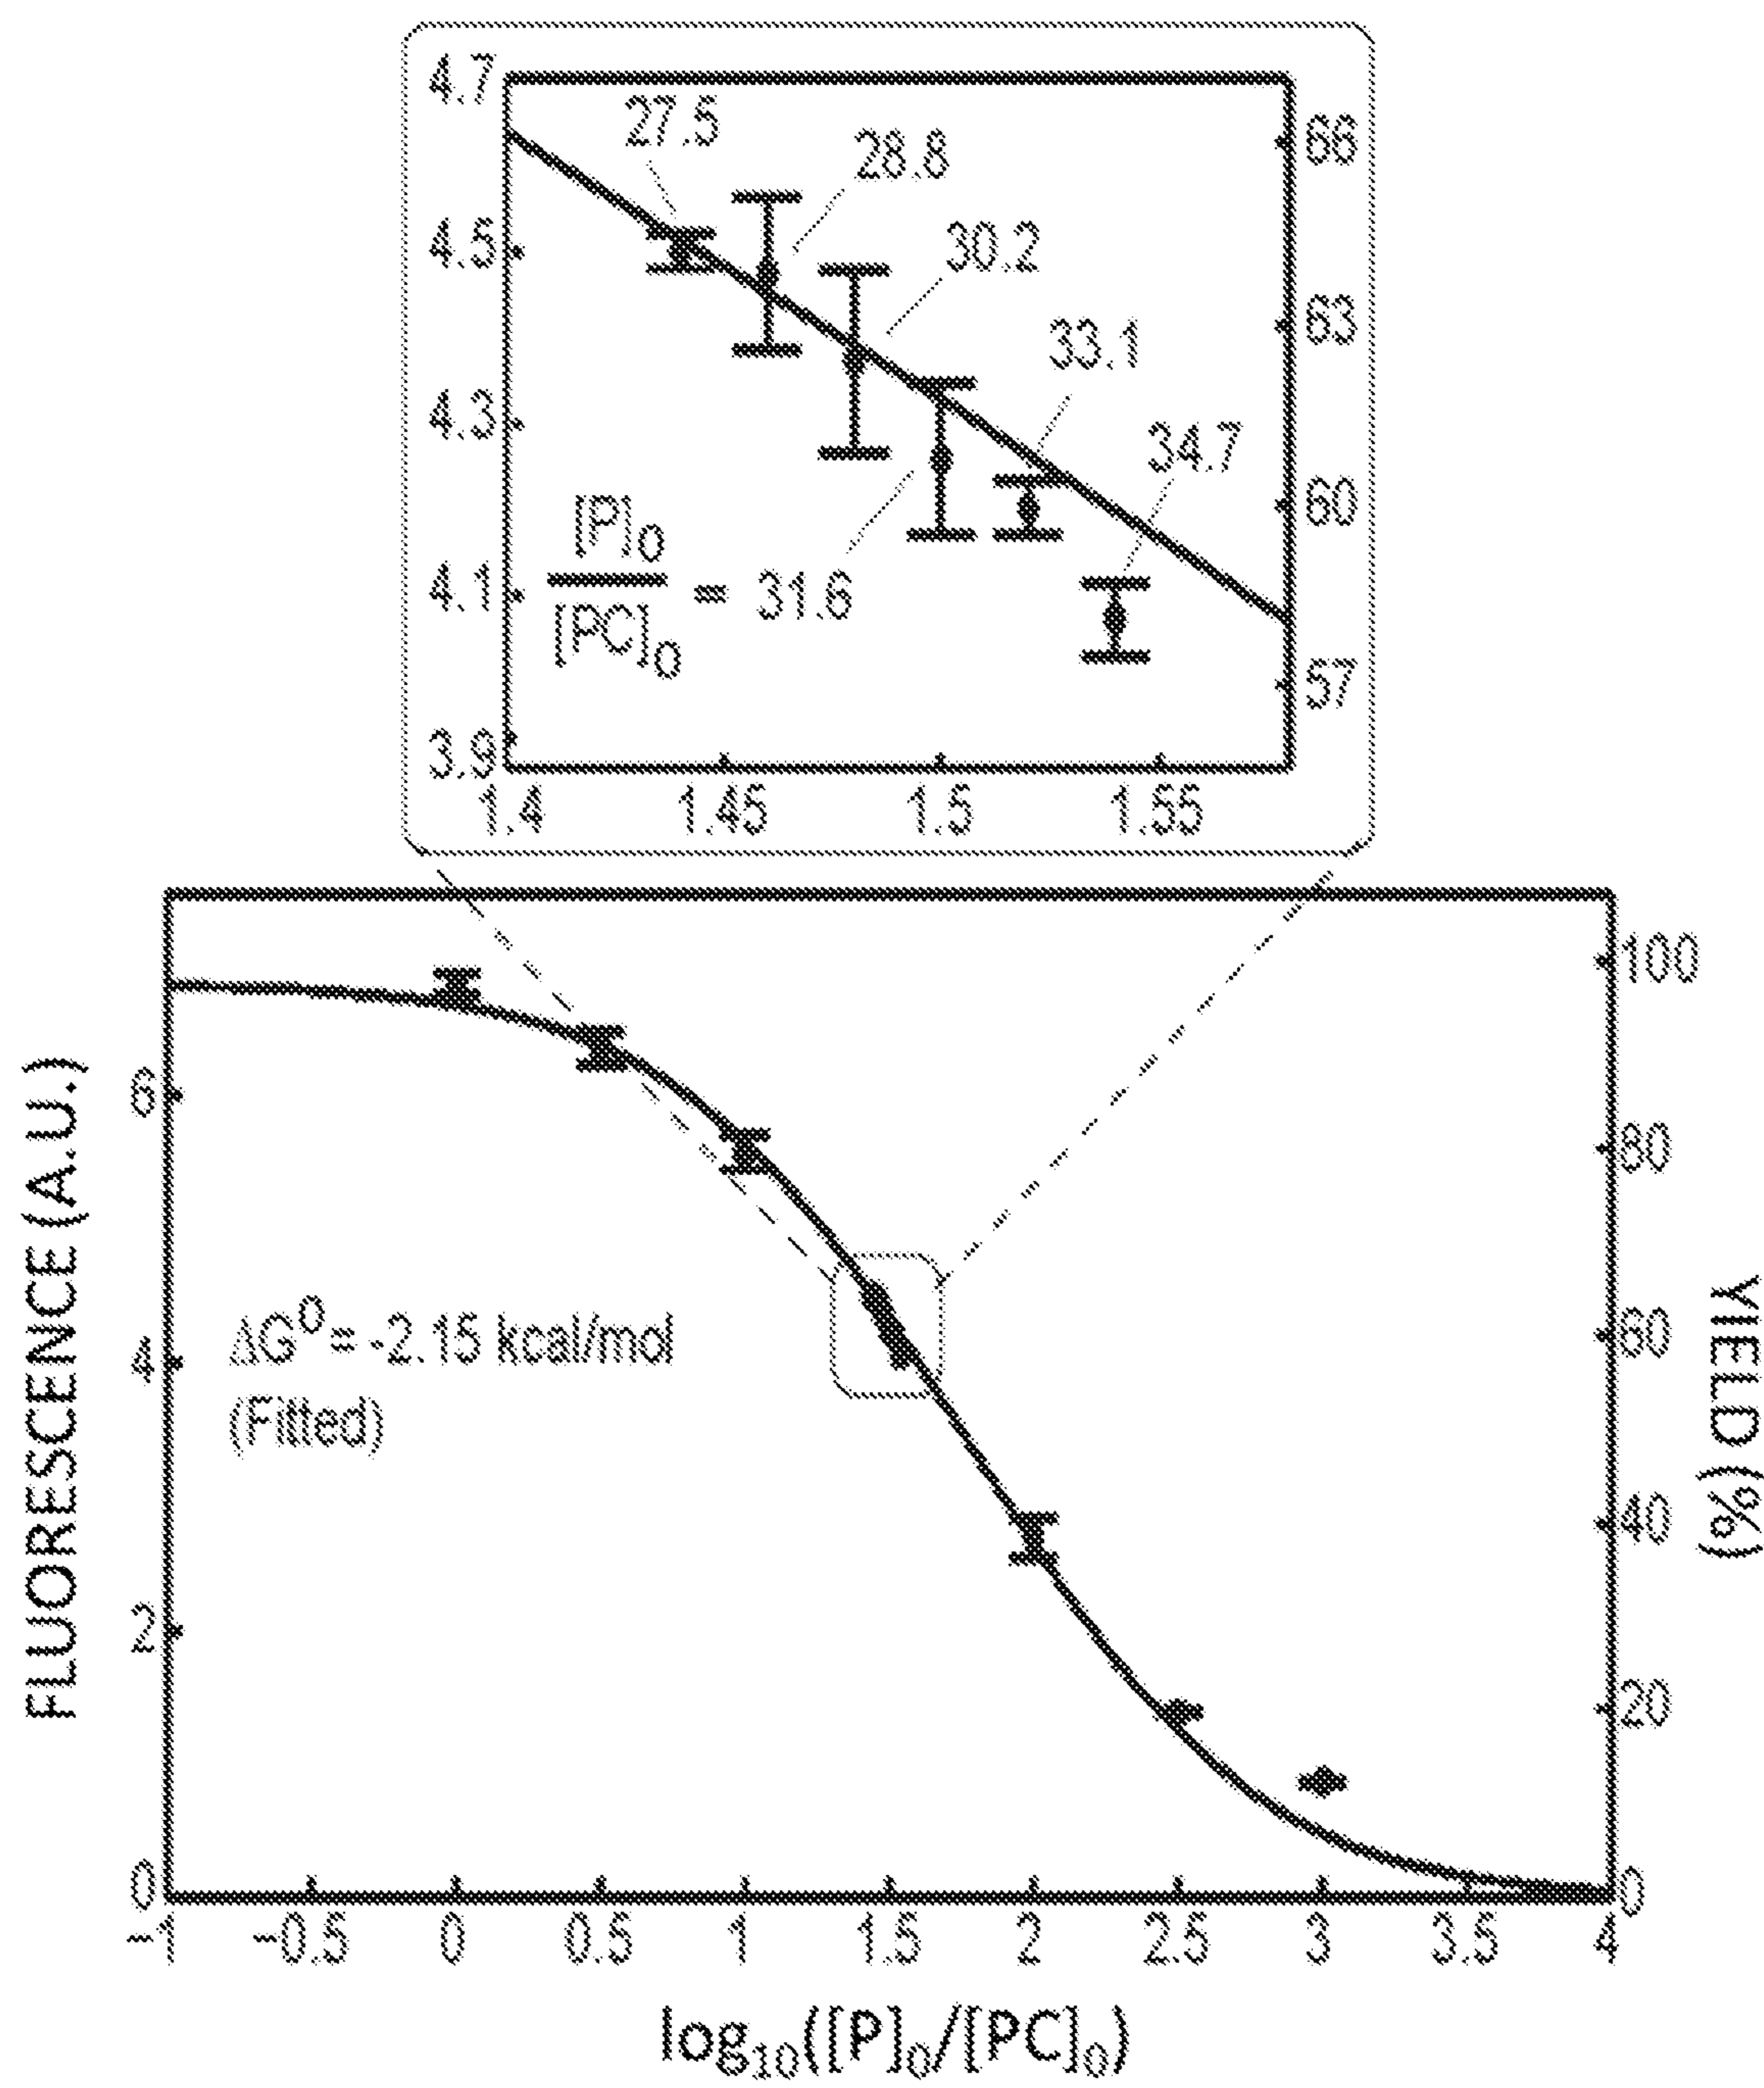 4.7
4.5
4.3
4.1
3.9
66
63
60
57
1.4 1.45 1.5 1.55
27.5
28.8
30.2
33.1
34.7
[P]0
[PC]0
= 31.6
FLUORESCENCE (A.U.)
6
4
2
0
100
80
60
40
20
0
YIELD (%)
ΔG0 = -2.15 kcal/mol
(Fitted)
-1 -0.5 0 0.5 1 1.5 2 2.5 3 3.5 4
log10([P]0/[PC]0)